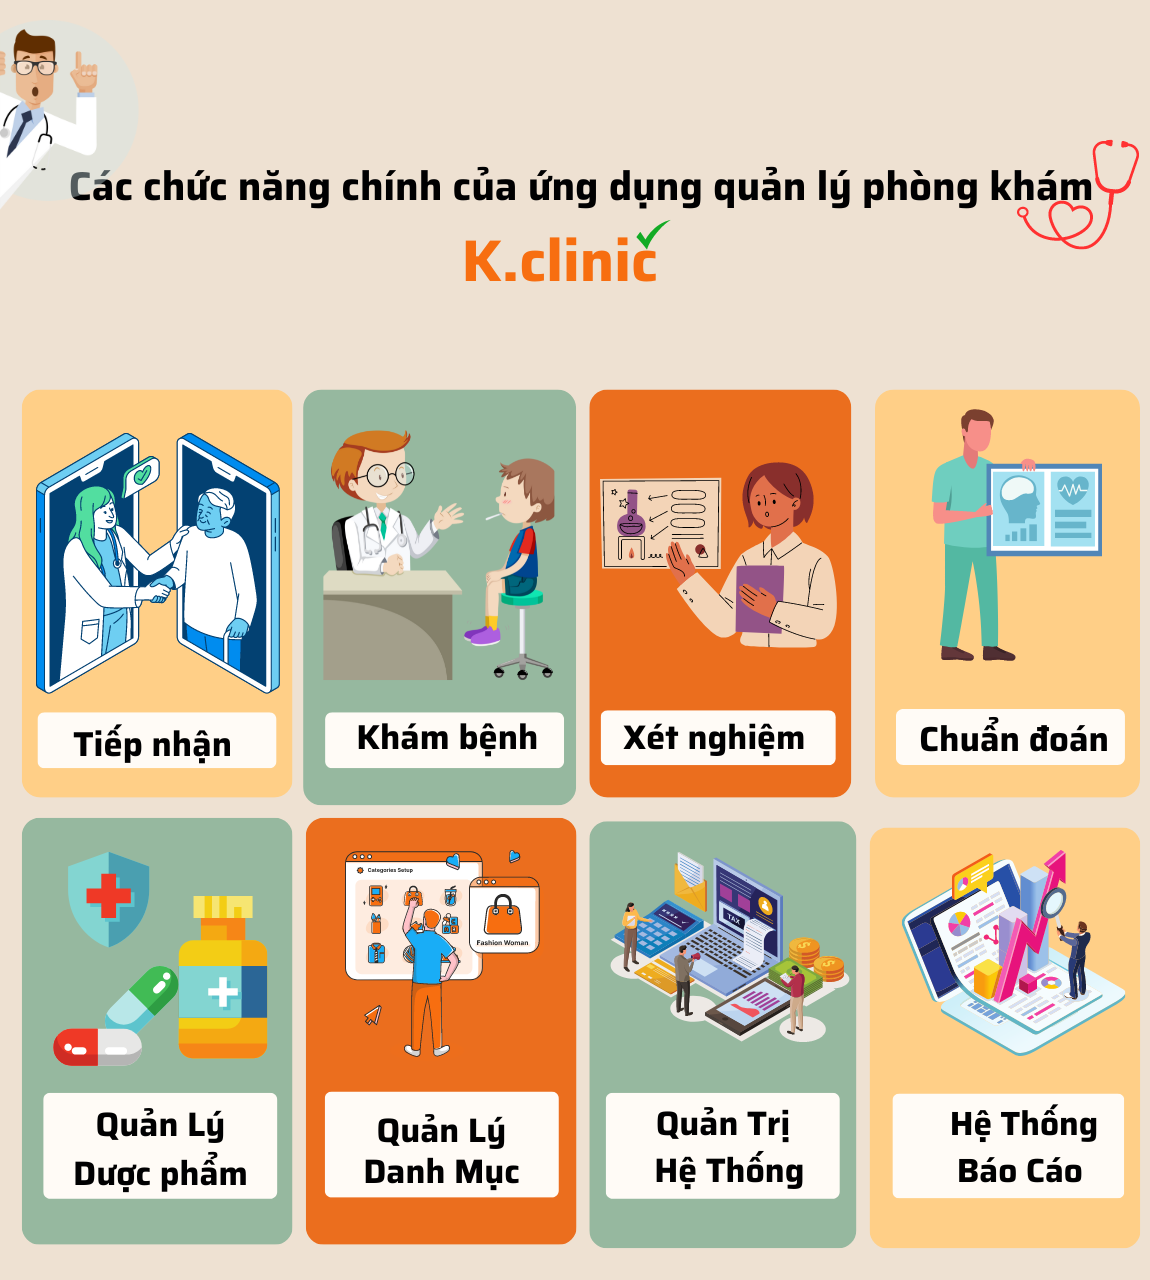 Các chức năng chính của ứng dụng quản lý phòng khám
K.clinic
Tiếp nhận
Khám bệnh
Xét nghiệm
Chuẩn đoán
Quản Lý
Dược phẩm
Categories Setup
Fashion Woman
Quản Lý
Danh Mục
TAX
Quản Trị
Hệ Thống
Hệ Thống
Báo Cáo